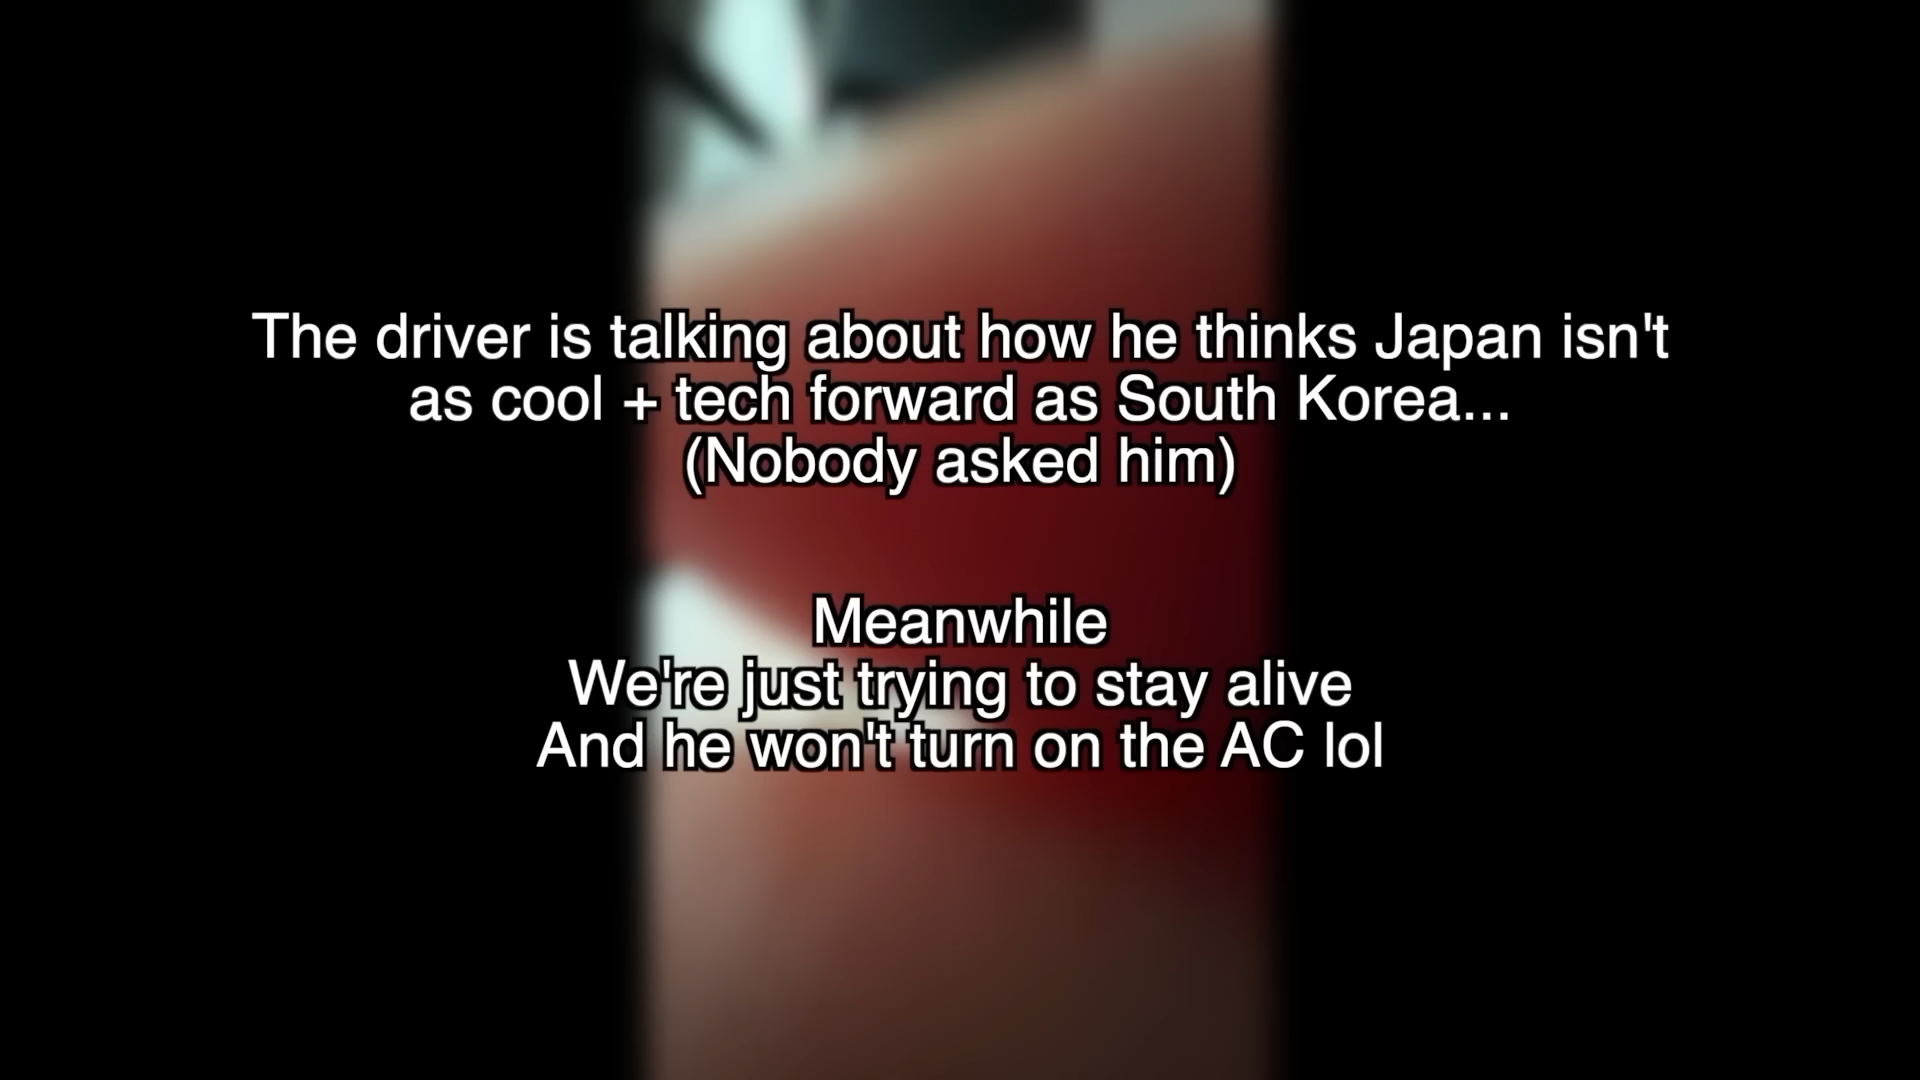 The driver is talking about how he thinks Japan isn't
as cool + tech forward as South Korea...
(Nobody asked him)
Meanwhile
We're just trying to stay alive
And he won't turn on the AC lol